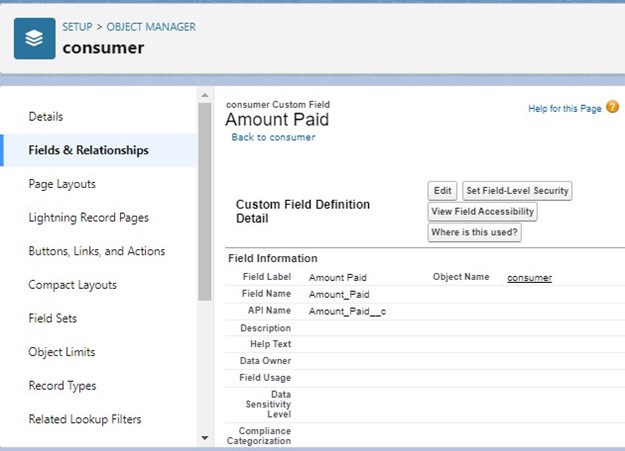 SETUP > OBJECT MANAGER
consumer
Details
Fields & Relationships
Page Layouts
Lightning Record Pages
Buttons, Links, and Actions
Compact Layouts
Field Sets
Object Limits
Record Types
Related Lookup Filters
consumer Custom Field
Amount Paid
Back to consumer
Help for this Page ?
Custom Field Definition
Detail
Edit Set Field-Level Security
View Field Accessibility
Where is this used?
Field Information
Field Label Amount Paid Object Name consumer
Field Name Amount_Paid
API Name Amount_Paid__c
Description
Help Text
Data Owner
Field Usage
Data
Sensitivity
Level
Compliance
Categorization